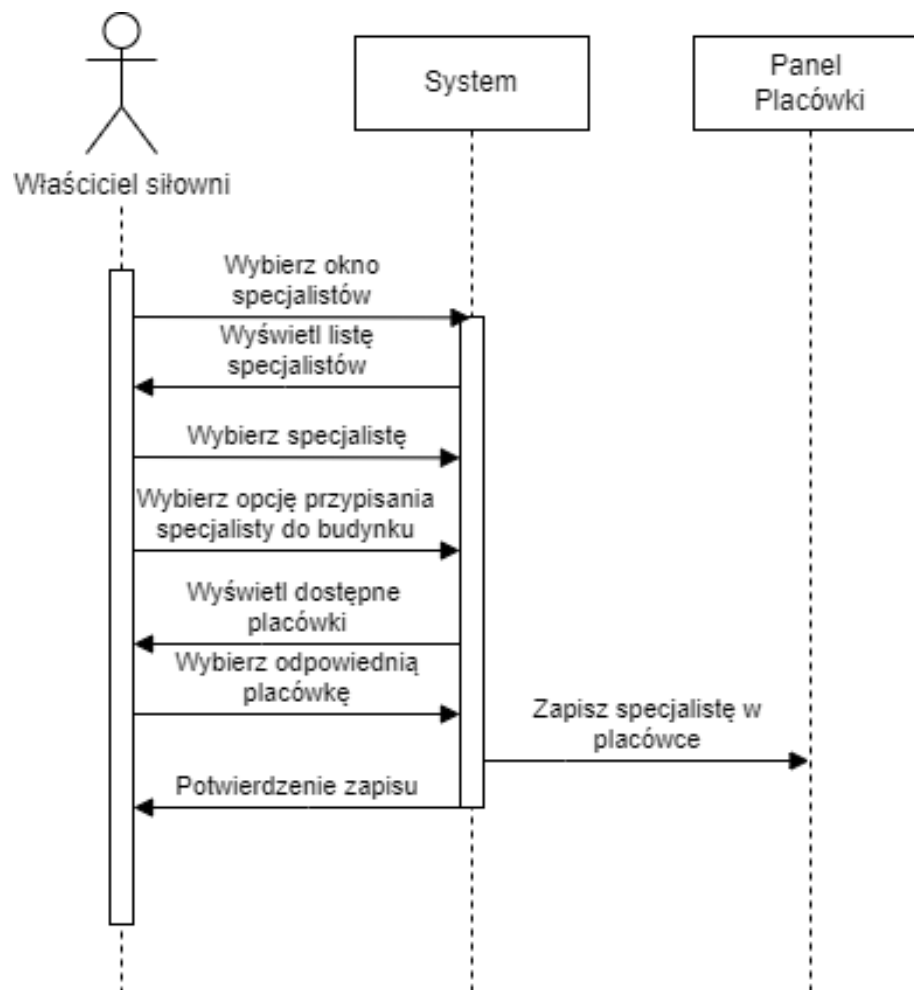 System
Panel
Placówki
Właściciel siłowni
Wybierz okno
specjalistów
Wyświetl listę
specjalistów
Wybierz specjalistę
Wybierz opcję przypisania
specjalisty do budynku
Wyświetl dostępne
placówki
Wybierz odpowiednią
placówkę
Zapisz specjalistę w
placówce
Potwierdzenie zapisu